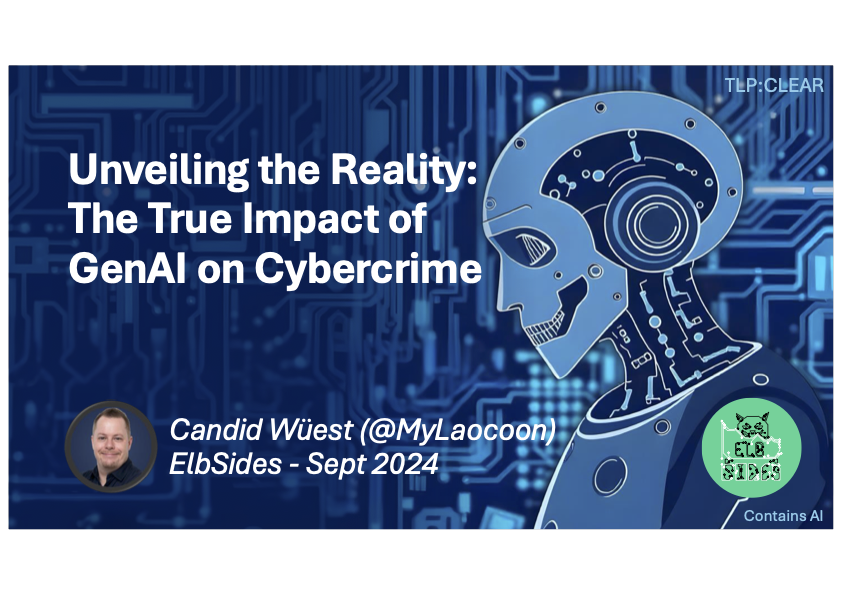 TLP:CLEAR
Unveiling the Reality:
The True Impact of
GenAI on Cybercrime
Candid Wüest (@MyLaocoon)
ElbSides - Sept 2024
ELB
SIDES
Contains AI